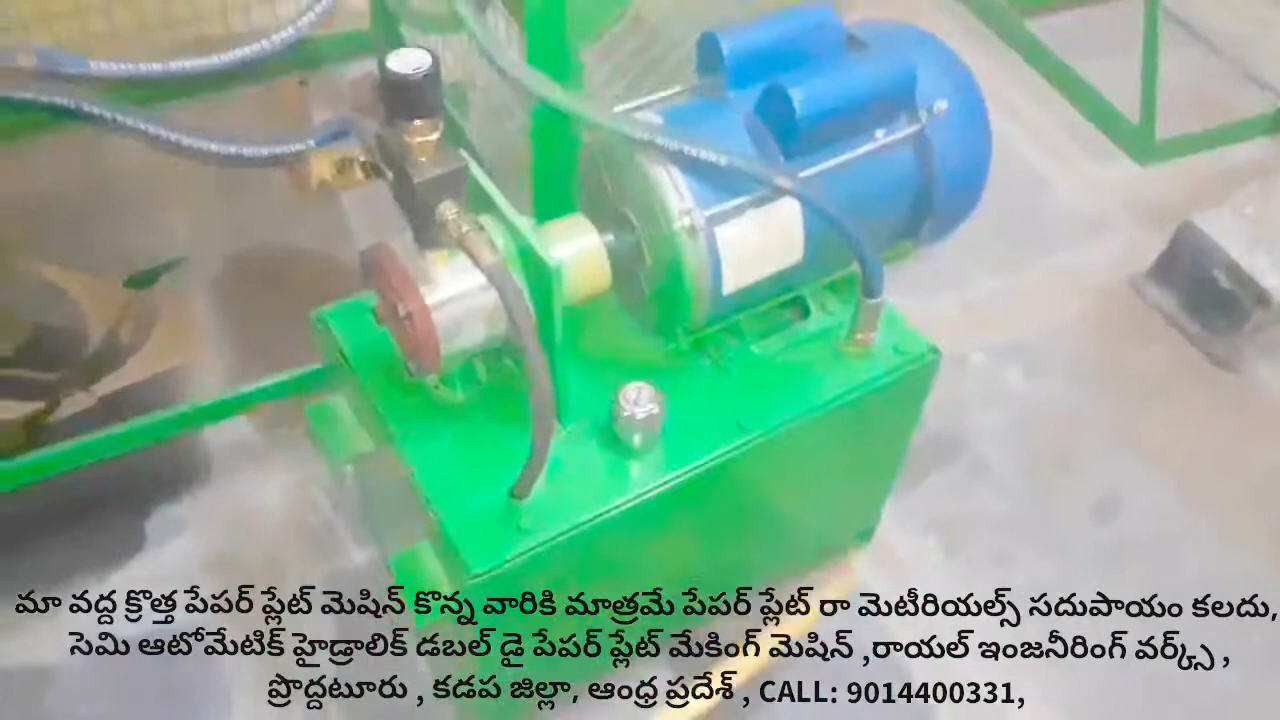 మా వద్ద క్రొత్త పేపర్ ప్లేట్ మెషిన్ కొన్న వారికి మాత్రమే పేపర్ ప్లేట్ రా మెటీరియల్స్ సదుపాయం కలదు,
సెమి ఆటోమేటిక్ హైడ్రాలిక్ డబల్ డై పేపర్ ప్లేట్ మేకింగ్ మెషిన్ ,రాయల్ ఇంజనీరింగ్ వర్క్స్ ,
ప్రొద్దటూరు , కడప జిల్లా, ఆంధ్ర ప్రదేశ్ , CALL: 9014400331,